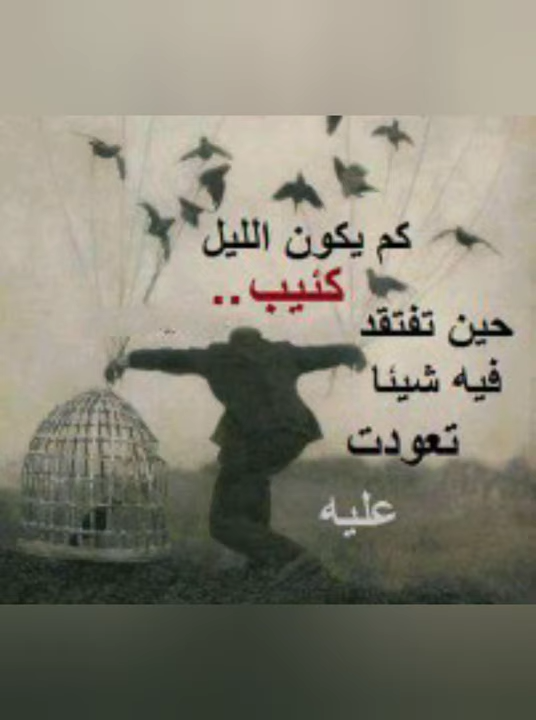 كم يكون الليل
كئيب..
حين تفتقد
فيه شيئا
تعودت
عليه